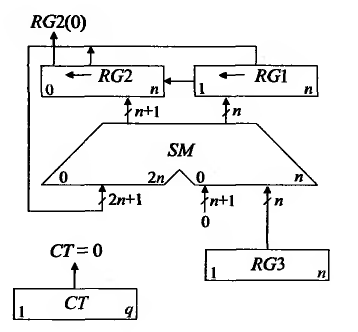 RG2(0)
RG2
0 n
RG1
1 n
n+1
n
SM
0 2n
0 n
2n+1
n+1
n
0
CT = 0
RG3
1 n
CT
1 q